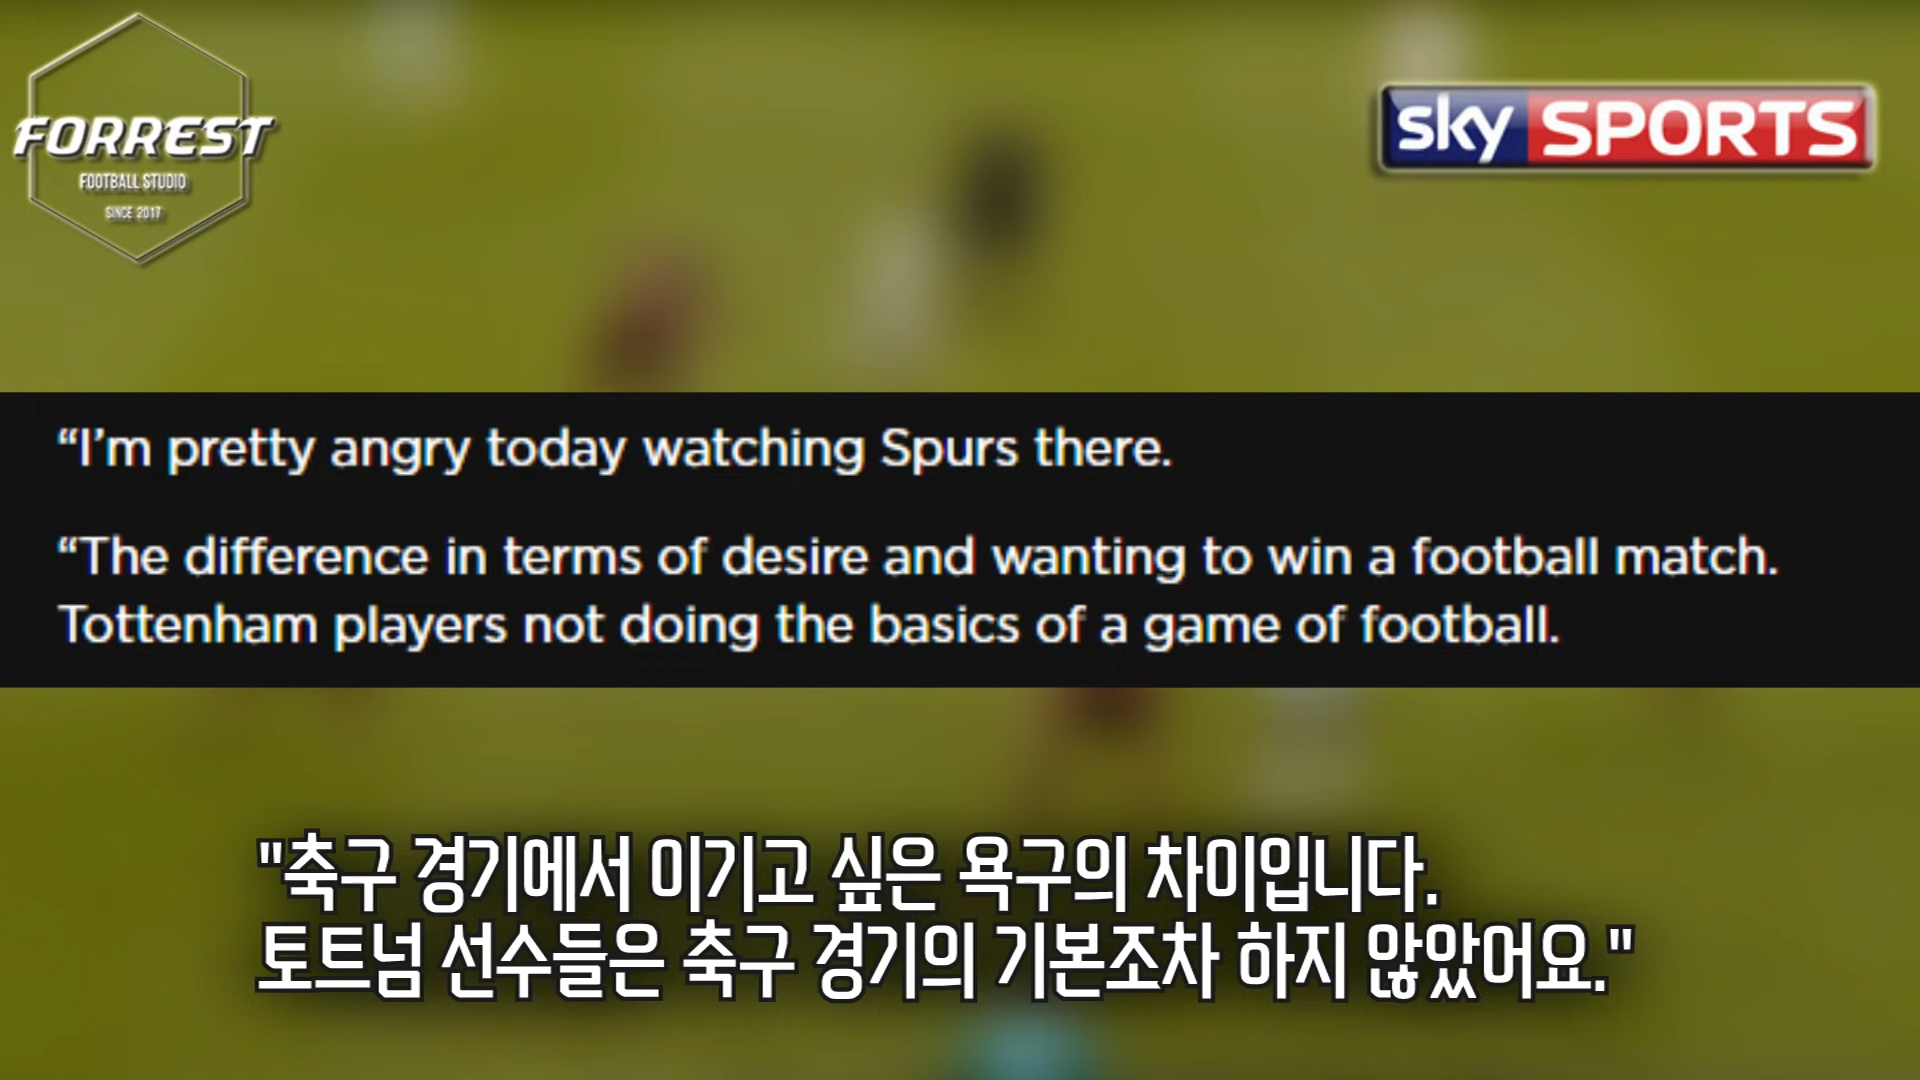 FORREST
FOOTBALL STUDIO
SINCE 2017
sky SPORTS
“I’m pretty angry today watching Spurs there.
“The difference in terms of desire and wanting to win a football match.
Tottenham players not doing the basics of a game of football.
"축구 경기에서 이기고 싶은 욕구의 차이입니다.
토트넘 선수들은 축구 경기의 기본조차 하지 않았어요."